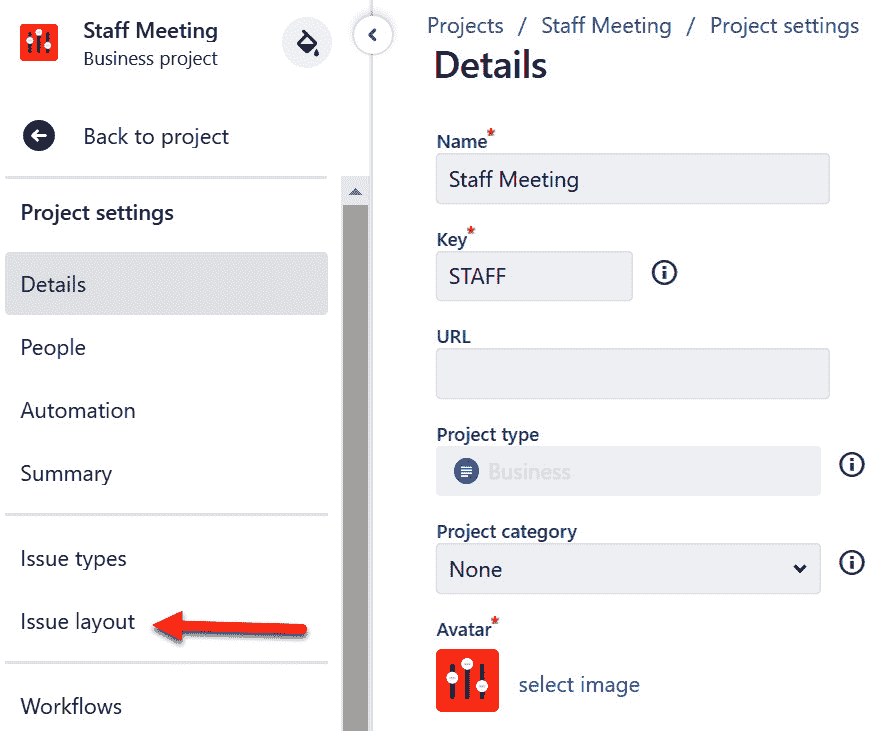 Staff Meeting
Business project
Back to project
Project settings
Details
People
Automation
Summary
Issue types
Issue layout
Workflows
Projects / Staff Meeting / Project settings
Details
Name*
Staff Meeting
Key*
STAFF
URL
Project type
Business
Project category
None
Avatar*
select image